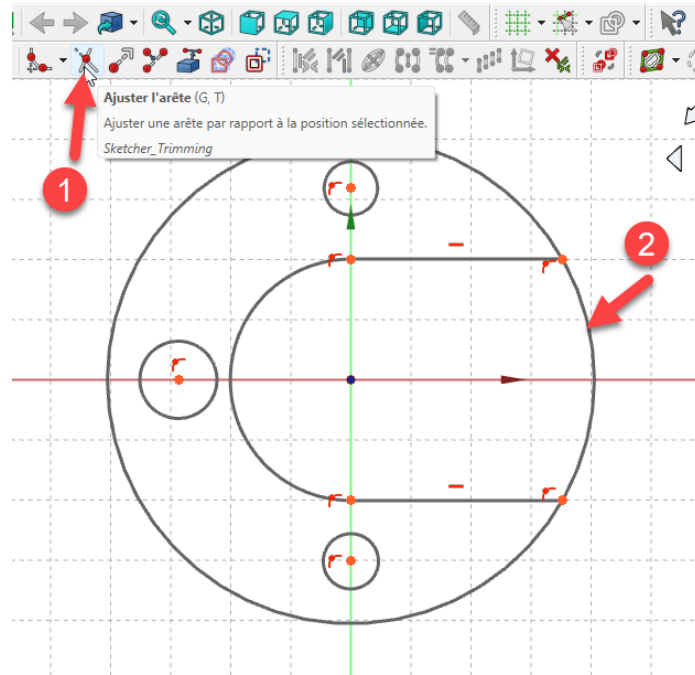 Ajuster l'arête (G, T)
Ajuster une arête par rapport à la position sélectionnée.
Sketcher_Trimming
1
2